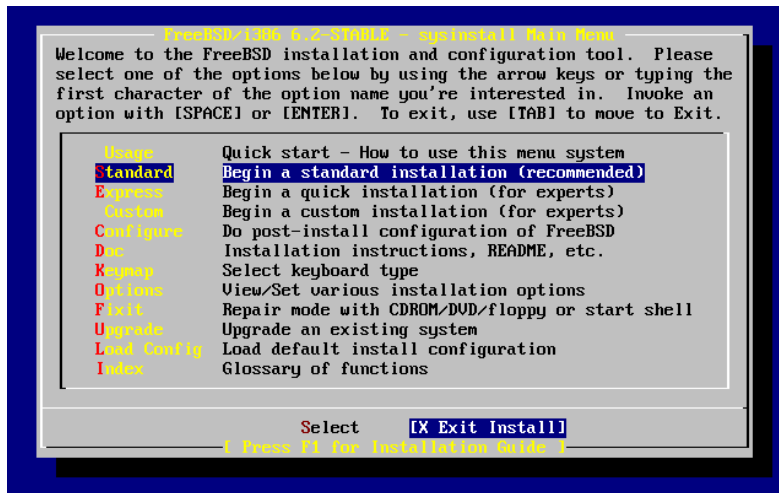 FreeBSD/i386 6.2-STABLE - sysinstall Main Menu
Welcome to the FreeBSD installation and configuration tool.  Please
select one of the options below by using the arrow keys or typing the
first character of the option name you're interested in.  Invoke an
option with [SPACE] or [ENTER].  To exit, use [TAB] to move to Exit.
Usage Quick start - How to use this menu system
Standard Begin a standard installation (recommended)
Express Begin a quick installation (for experts)
Custom Begin a custom installation (for experts)
Configure Do post-install configuration of FreeBSD
Doc Installation instructions, README, etc.
Keymap Select keyboard type
Options View/Set various installation options
Fixit Repair mode with CDROM/DVD/floppy or start shell
Upgrade Upgrade an existing system
Load Config Load default install configuration
Index Glossary of functions
Select [X Exit Install]
[ Press F1 for Installation Guide ]